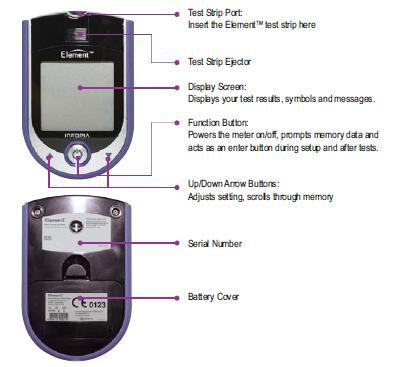 Test Strip Port:
Insert the Element™ test strip here
Test Strip Ejector
Element™
Display Screen:
Displays your test results, symbols and messages.
Function Button:
Powers the meter on/off, prompts memory data and
acts as an enter button during setup and after tests.
INFOPIA
Up/Down Arrow Buttons:
Adjusts setting, scrolls through memory
Element™
Serial Number
Battery Cover
Element™
CE 0123